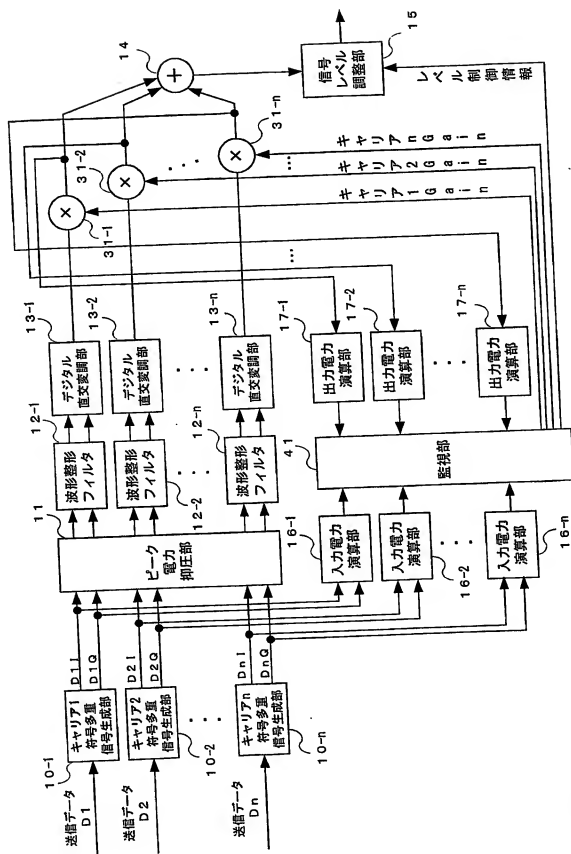 送信データ
D1
10-1
キャリア1
符号多重
信号生成部
D1I
D1Q
送信データ
D2
キャリア2
符号多重
信号生成部
10-2
D2I
D2Q
送信データ
Dn
キャリアn
符号多重
信号生成部
10-n
DnI
DnQ
11
ピーク
電力
抑圧部
12-1
波形整形
フィルタ
波形整形
フィルタ
12-2
12-n
波形整形
フィルタ
13-1
デジタル
直交変調部
13-2
デジタル
直交変調部
13-n
デジタル
直交変調部
×
31-1
×
31-2
×
31-n
+
14
信号
レベル
調整部
15
16-1
入力電力
演算部
入力電力
演算部
16-2
入力電力
演算部
16-n
41
監視部
17-1
出力電力
演算部
17-2
出力電力
演算部
17-n
出力電力
演算部
キャリア1Gain
キャリア2Gain
キャリアnGain
レベル制御情報